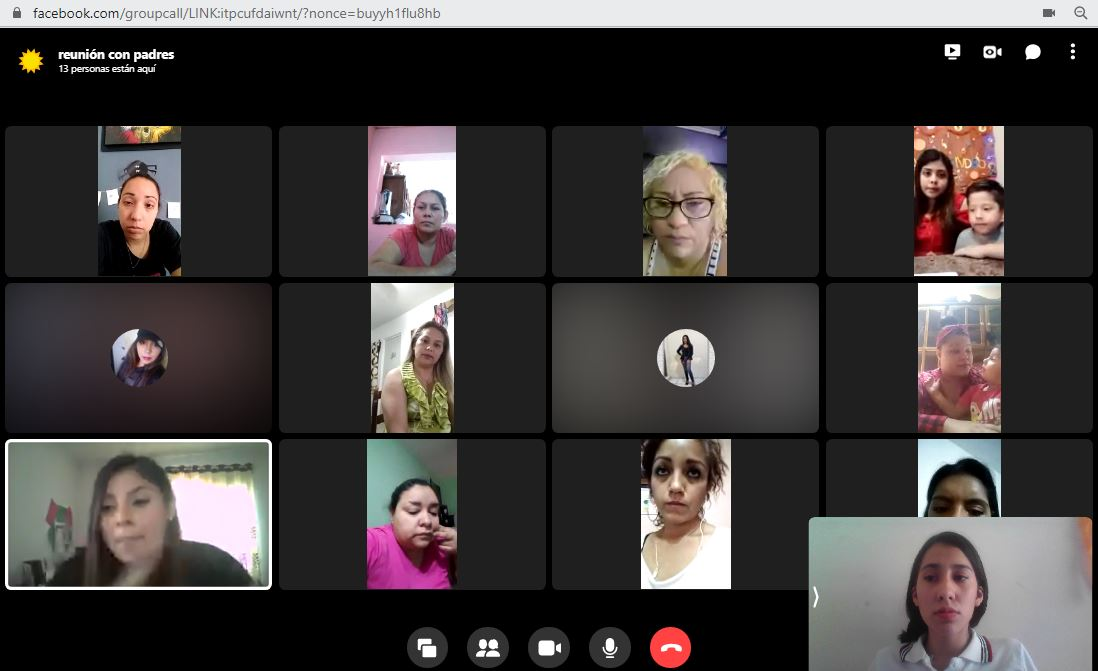 facebook.com/groupcall/LINK:itpcufdaiwnt/?nonce=buyyh1flu8hb
reunión con padres
13 personas están aquí